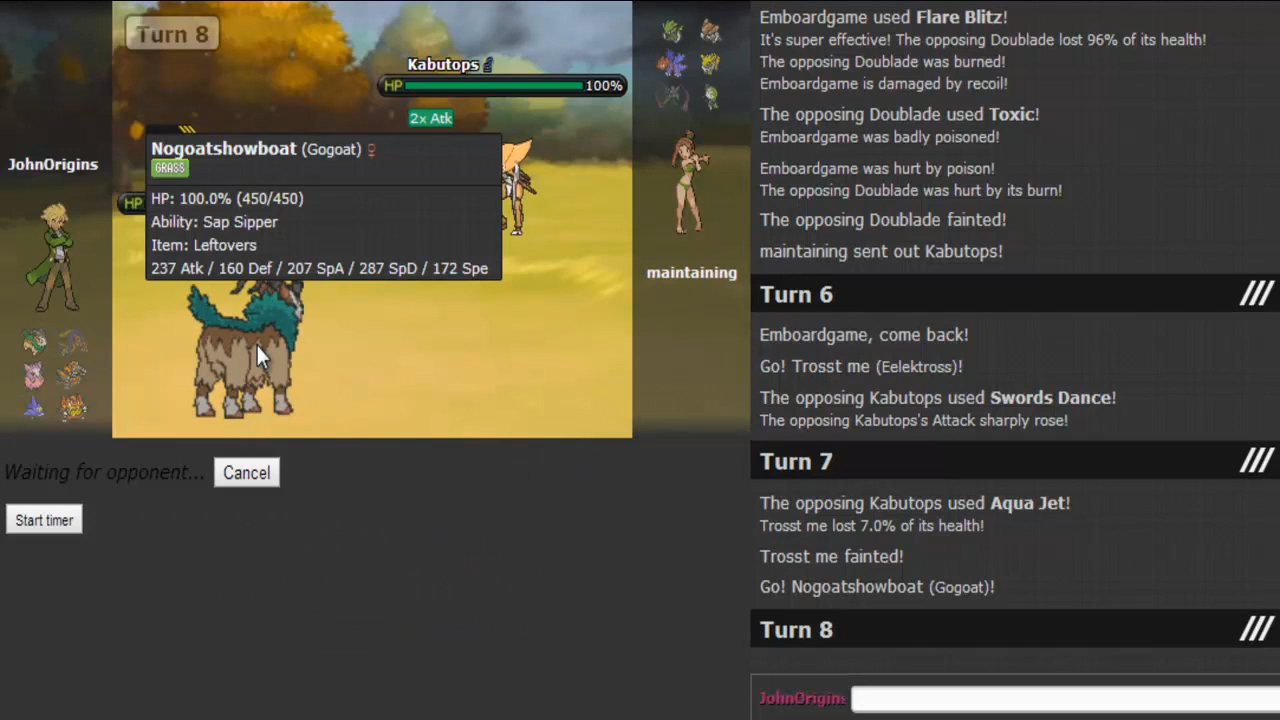 Turn 8
Kabutops
HP 100%
2x Atk
JohnOrigins
Nogoatshowboat (Gogoat) ♀
GRASS
HP: 100.0% (450/450)
Ability: Sap Sipper
Item: Leftovers
237 Atk / 160 Def / 207 SpA / 287 SpD / 172 Spe
HP
maintaining
Waiting for opponent... Cancel
Start timer
Emboardgame used Flare Blitz!
It's super effective! The opposing Doublade lost 96% of its health!
The opposing Doublade was burned!
Emboardgame is damaged by recoil!
The opposing Doublade used Toxic!
Emboardgame was badly poisoned!
Emboardgame was hurt by poison!
The opposing Doublade was hurt by its burn!
The opposing Doublade fainted!
maintaining sent out Kabutops!
Turn 6
Emboardgame, come back!
Go! Trosst me (Eelektross)!
The opposing Kabutops used Swords Dance!
The opposing Kabutops's Attack sharply rose!
Turn 7
The opposing Kabutops used Aqua Jet!
Trosst me lost 7.0% of its health!
Trosst me fainted!
Go! Nogoatshowboat (Gogoat)!
Turn 8
JohnOrigins